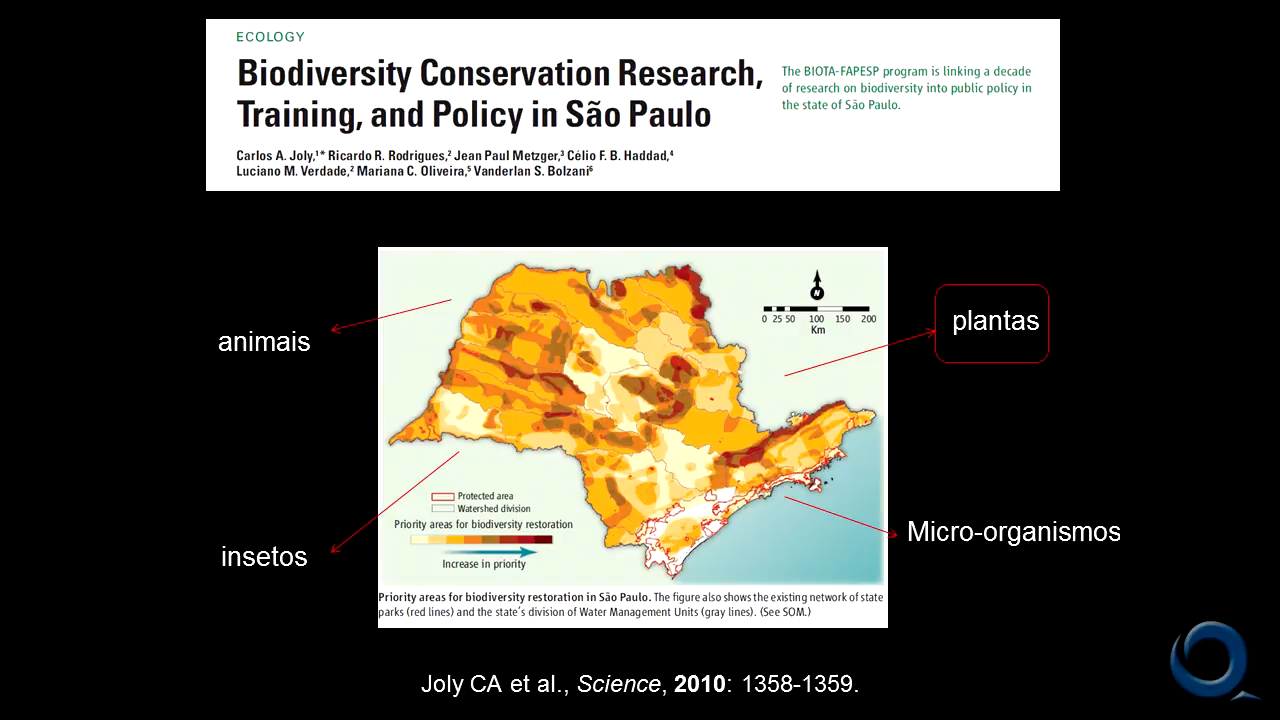 ECOLOGY
Biodiversity Conservation Research,
Training, and Policy in São Paulo
The BIOTA-FAPESP program is linking a decade
of research on biodiversity into public policy in
the state of São Paulo.
Carlos A. Joly,¹* Ricardo R. Rodrigues,² Jean Paul Metzger,³ Célio F. B. Haddad,⁴
Luciano M. Verdade,² Mariana C. Oliveira,⁵ Vanderlan S. Bolzani⁶
animais
plantas
insetos
Micro-organismos
N
0 25 50 100 150 200
Km
Protected area
Watershed division
Priority areas for biodiversity restoration
Increase in priority
Priority areas for biodiversity restoration in São Paulo. The figure also shows the existing network of state
parks (red lines) and the state's division of Water Management Units (gray lines). (See SOM.)
Joly CA et al., Science, 2010: 1358-1359.